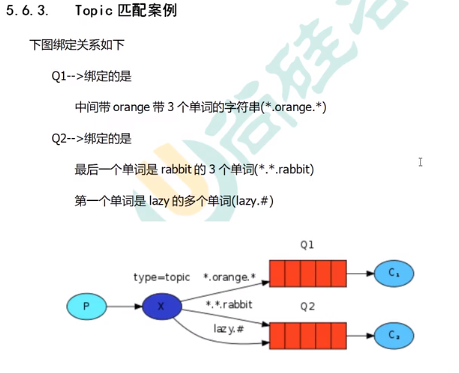 5.6.3. Topic 匹配案例
下图绑定关系如下
Q1-->绑定的是
中间带 orange 带 3 个单词的字符串(*.orange.*)
Q2-->绑定的是
最后一个单词是 rabbit 的 3 个单词(*.*.rabbit)
第一个单词是 lazy 的多个单词(lazy.#)
Q1
type=topic *.orange.* C₁
P X *.*.rabbit Q2
lazy.# C₂